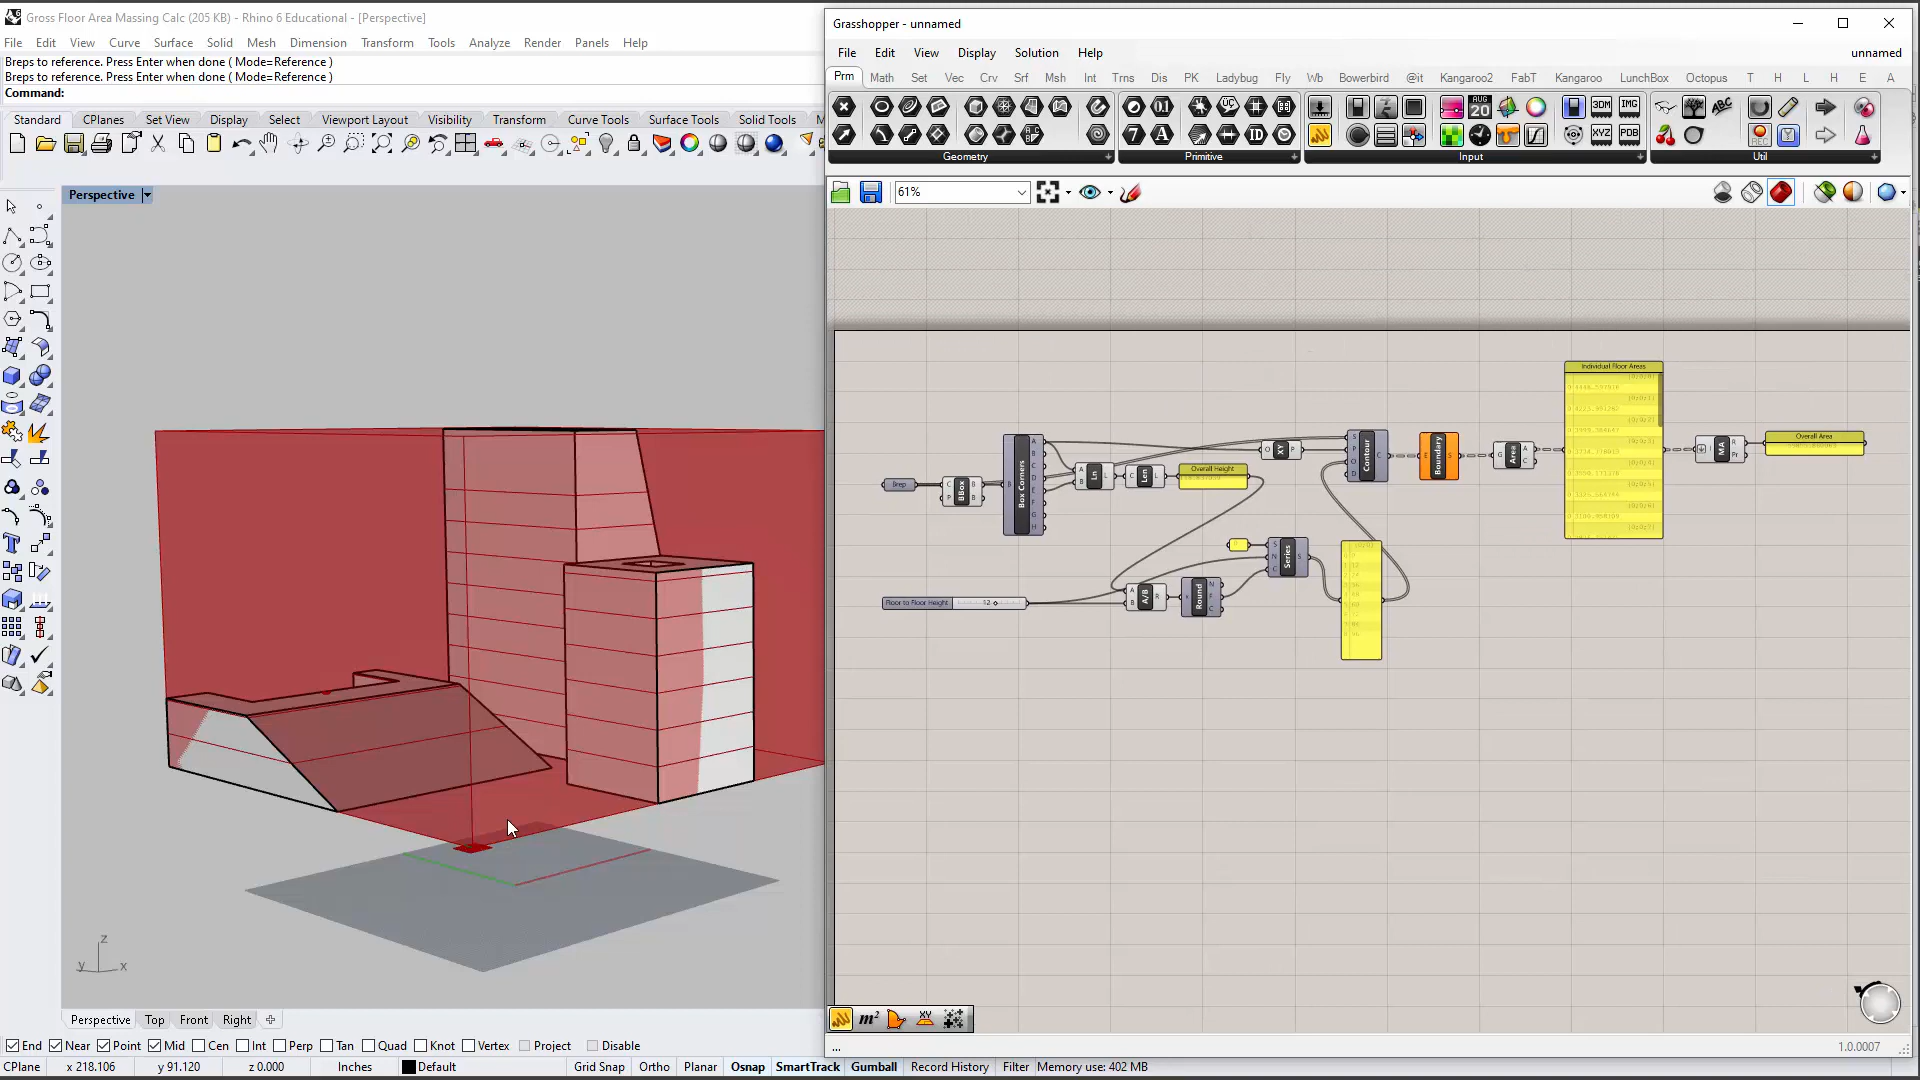 Gross Floor Area Massing Calc (205 KB) - Rhino 6 Educational - [Perspective]
File Edit View Curve Surface Solid Mesh Dimension Transform Tools Analyze Render Panels Help
Breps to reference. Press Enter when done ( Mode=Reference )
Breps to reference. Press Enter when done ( Mode=Reference )
Command:
Standard CPlanes Set View Display Select Viewport Layout Visibility Transform Curve Tools Surface Tools Solid Tools M
Perspective
z
y
x
Perspective Top Front Right
End Near Point Mid Cen Int Perp Tan Quad Knot Vertex Project Disable
CPlane x 218.106 y 91.120 z 0.000 Inches Default Grid Snap Ortho Planar Osnap SmartTrack Gumball Record History Filter Memory use: 402 MB
Grasshopper - unnamed
File Edit View Display Solution Help unnamed
Prm Math Set Vec Crv Srf Msh Int Trns Dis PK Ladybug Fly Wb Bowerbird @it Kangaroo2 FabT Kangaroo LunchBox Octopus T H L H E A
Geometry Primitive Input Util
61%
Individual Floor Areas
Overall Area
Brep
BBox
Box Corners
Ln
Len
Overall Height
XY
Contour
Boundary
Area
MA
Floor to Floor Height 12
A/B
Round
Series
m²
XY
...
1.0.0007